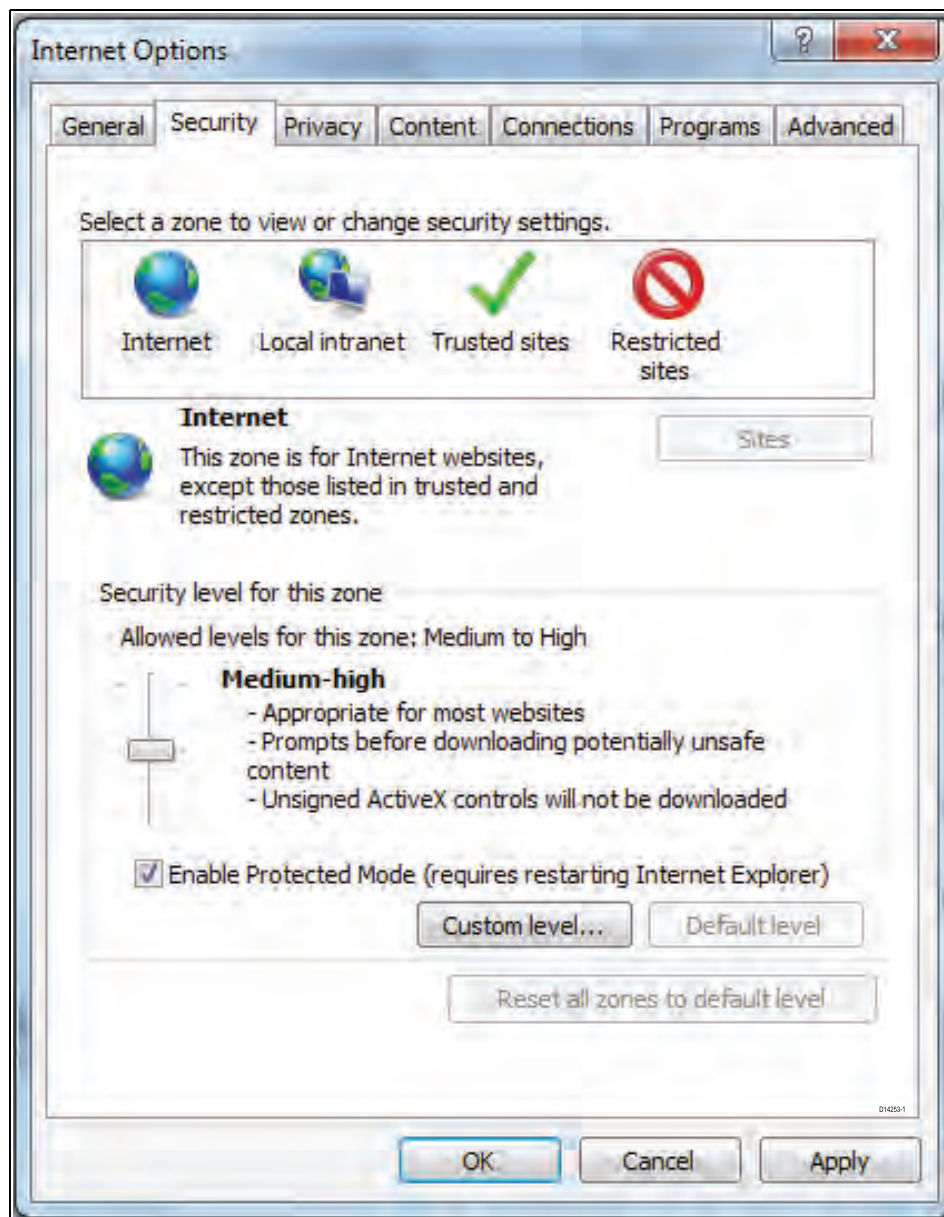 Internet Options
General Security Privacy Content Connections Programs Advanced
Select a zone to view or change security settings.
Internet Local intranet Trusted sites Restricted
sites
Internet
Sites
This zone is for Internet websites,
except those listed in trusted and
restricted zones.
Security level for this zone
Allowed levels for this zone: Medium to High
Medium-high
- Appropriate for most websites
- Prompts before downloading potentially unsafe
content
- Unsigned ActiveX controls will not be downloaded
Enable Protected Mode (requires restarting Internet Explorer)
Custom level... Default level
Reset all zones to default level
D14253-1
OK Cancel Apply